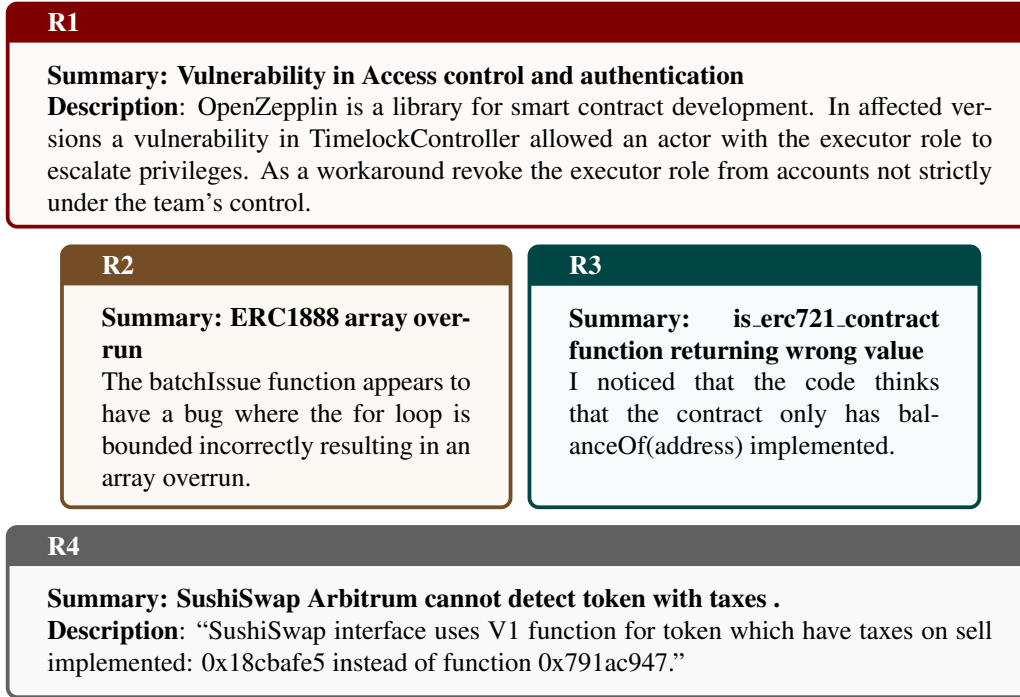 R1
Summary: Vulnerability in Access control and authentication
Description: OpenZepplin is a library for smart contract development. In affected ver-
sions a vulnerability in TimelockController allowed an actor with the executor role to
escalate privileges. As a workaround revoke the executor role from accounts not strictly
under the team's control.
R2
Summary: ERC1888 array over-
run
The batchIssue function appears to
have a bug where the for loop is
bounded incorrectly resulting in an
array overrun.
R3
Summary: is_erc721_contract
function returning wrong value
I noticed that the code thinks
that the contract only has bal-
anceOf(address) implemented.
R4
Summary: SushiSwap Arbitrum cannot detect token with taxes .
Description: “SushiSwap interface uses V1 function for token which have taxes on sell
implemented: 0x18cbafe5 instead of function 0x791ac947.”